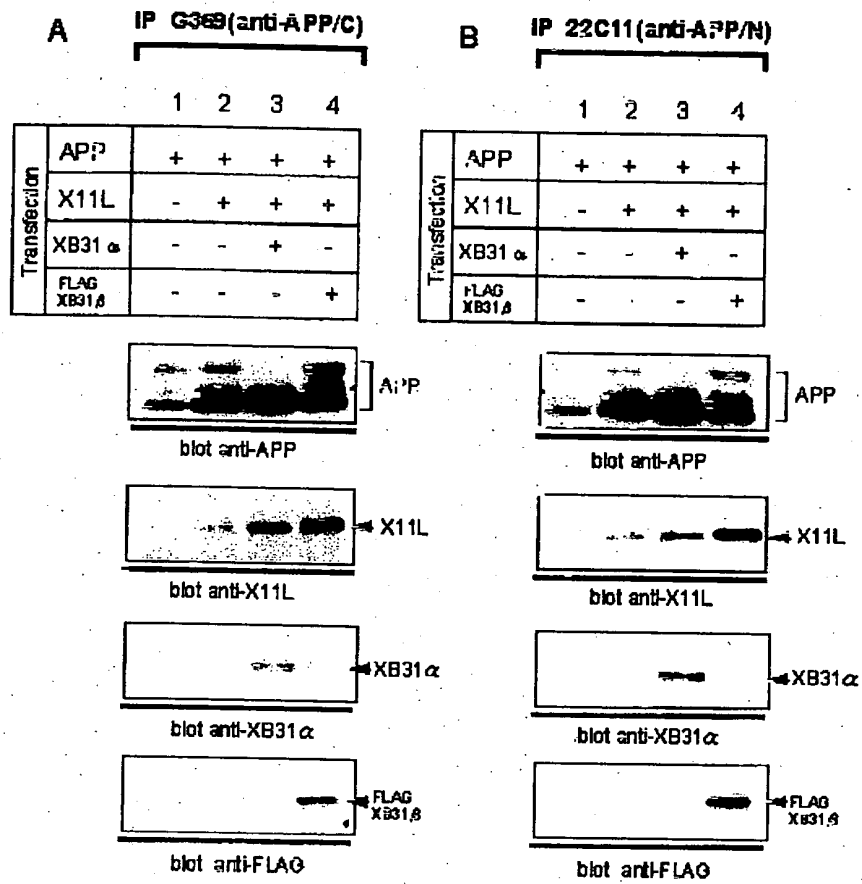 A
IP G369(anti-APP/C)
1 2 3 4
Transfection
APP + + + +
X11L - + + +
XB31 α - - + -
FLAG XB31β - - - +
APP
blot anti-APP
X11L
blot anti-X11L
XB31α
blot anti-XB31α
FLAG
XB31β
blot anti-FLAG
B
IP 22C11(anti-APP/N)
1 2 3 4
Transfection
APP + + + +
X11L - + + +
XB31 α - - + -
FLAG XB31β - - - +
APP
blot anti-APP
X11L
blot anti-X11L
XB31α
blot anti-XB31α
FLAG
XB31β
blot anti-FLAG